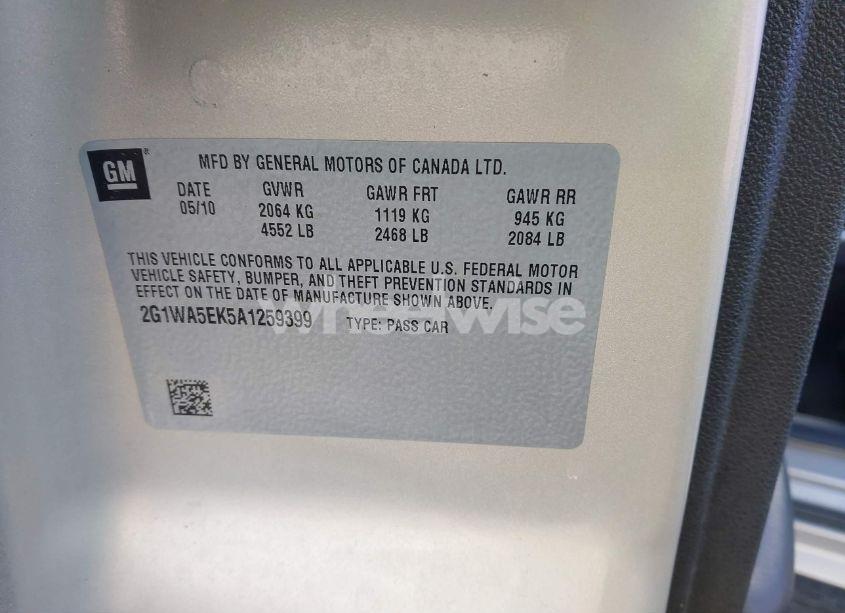 GM®
MFD BY GENERAL MOTORS OF CANADA LTD.
DATE GVWR GAWR FRT GAWR RR
05/10 2064 KG 1119 KG 945 KG
4552 LB 2468 LB 2084 LB
THIS VEHICLE CONFORMS TO ALL APPLICABLE U.S. FEDERAL MOTOR
VEHICLE SAFETY, BUMPER, AND THEFT PREVENTION STANDARDS IN
EFFECT ON THE DATE OF MANUFACTURE SHOWN ABOVE.
2G1WA5EK5A1259399 TYPE: PASS CAR
wheelwise